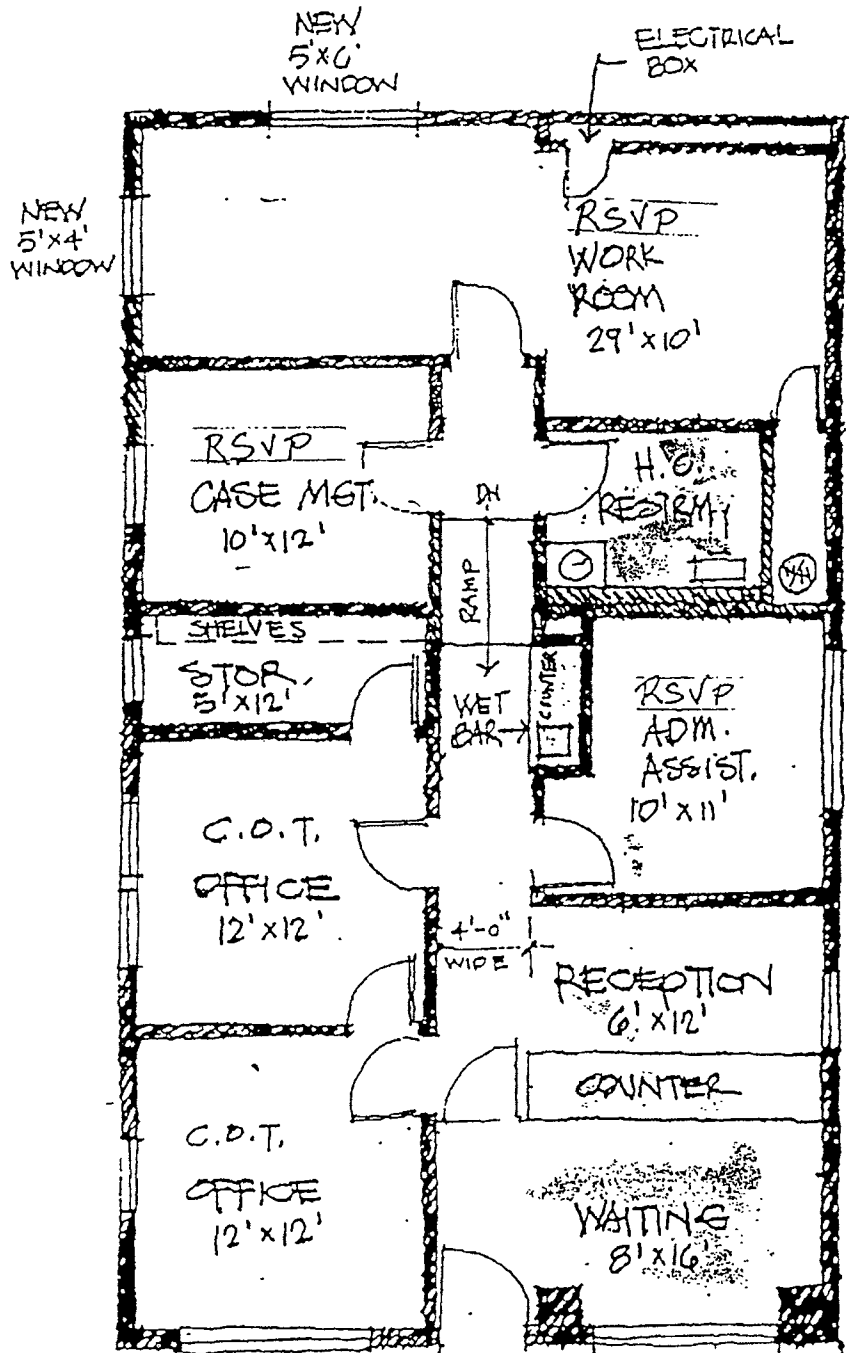 NEW
5'X6'
WINDOW
ELECTRICAL
BOX
NEW
5'X4'
WINDOW
RSVP
WORK
ROOM
29'X10'
RSVP
CASE MGT.
10'X12'
DN
RAMP
H.C.
RESTRM
WH
SHELVES
STOR.
5'X12'
WET
BAR
COUNTER
RSVP
ADM.
ASSIST.
10'X11'
C.O.T.
OFFICE
12'X12'
4'-0"
WIDE
RECEPTION
6'X12'
COUNTER
C.O.T.
OFFICE
12'X12'
WAITING
8'X16'